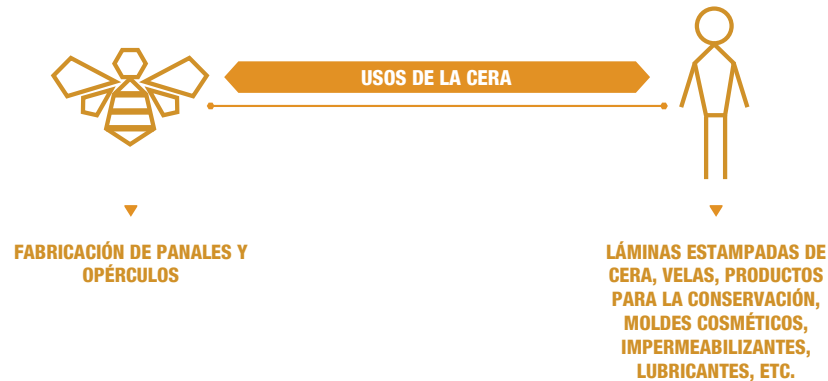 USOS DE LA CERA
FABRICACIÓN DE PANALES Y
OPÉRCULOS
LÁMINAS ESTAMPADAS DE
CERA, VELAS, PRODUCTOS
PARA LA CONSERVACIÓN,
MOLDES COSMÉTICOS,
IMPERMEABILIZANTES,
LUBRICANTES, ETC.